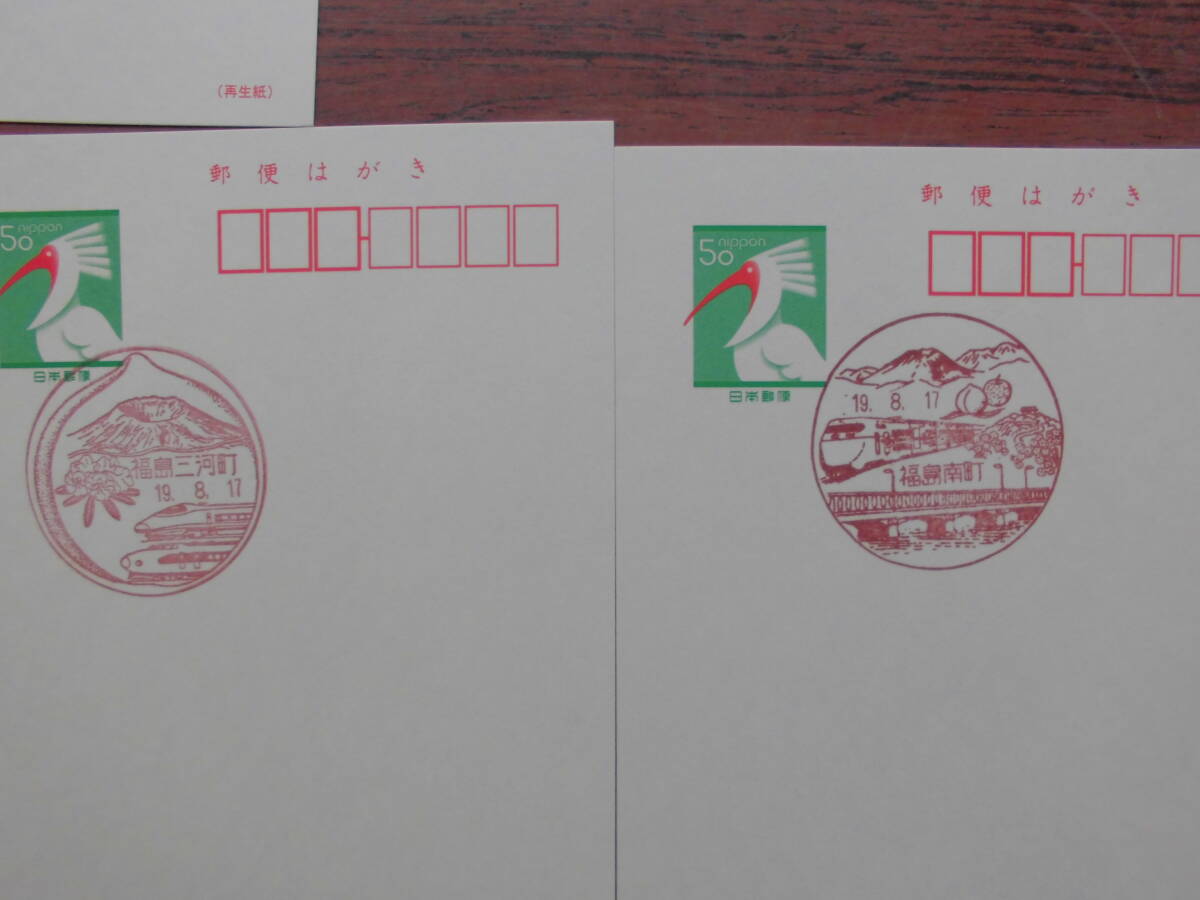 (再生紙)
郵便はがき
50 nippon
日本郵便
福島三河町
19. 8. 17
郵便はがき
50 nippon
日本郵便
19. 8. 17
福島南町